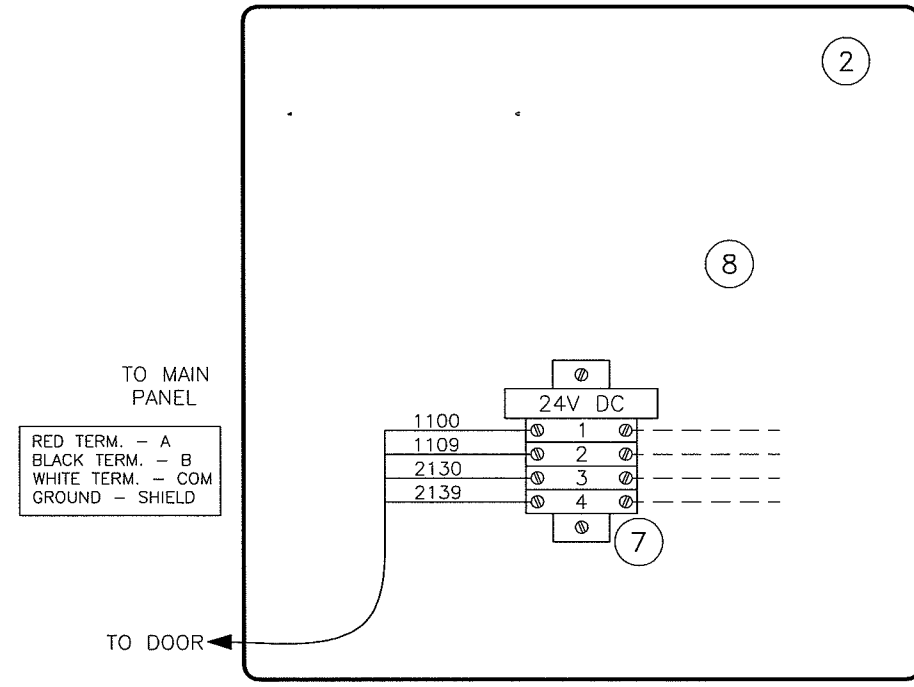 2
8
TO MAIN
PANEL
RED TERM. – A
BLACK TERM. – B
WHITE TERM. – COM
GROUND – SHIELD
24V DC
1100 1
1109 2
2130 3
2139 4
7
TO DOOR